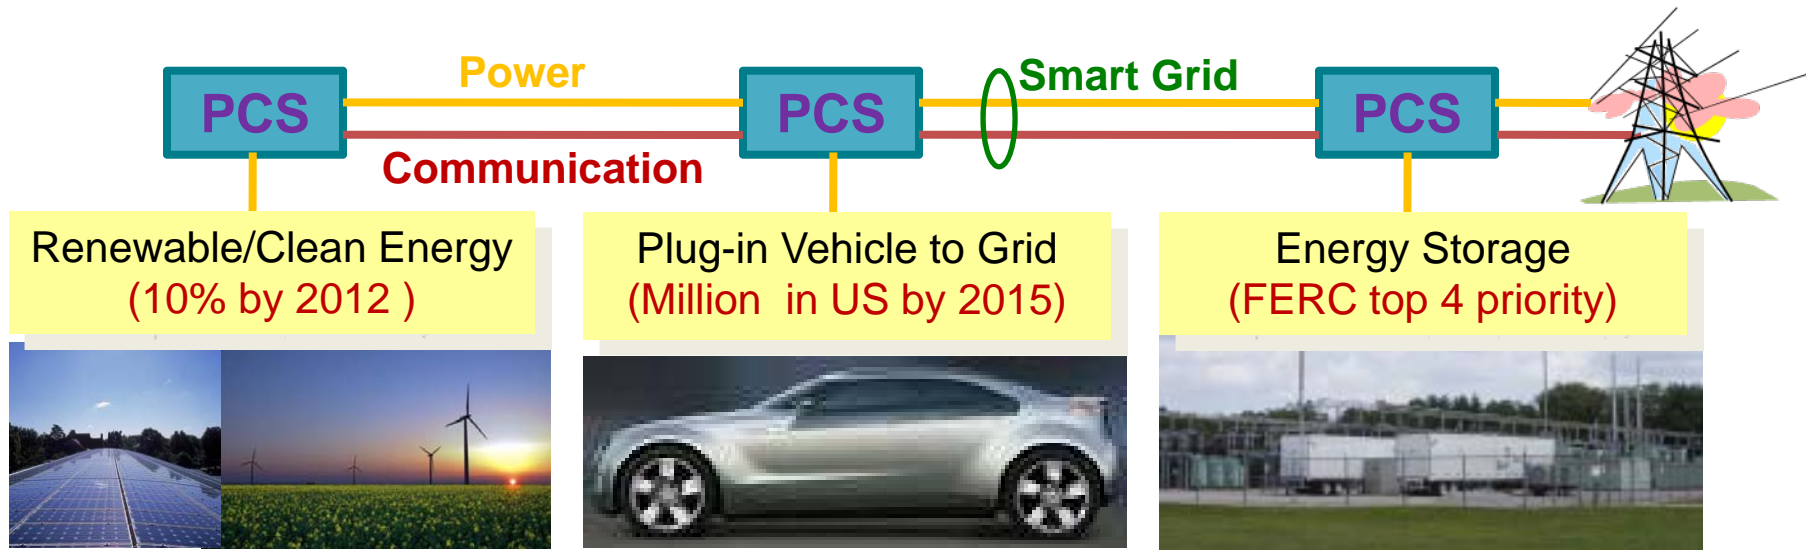 Power
Smart Grid
PCS
PCS
PCS
Communication
Renewable/Clean Energy
(10% by 2012 )
Plug-in Vehicle to Grid
(Million in US by 2015)
Energy Storage
(FERC top 4 priority)